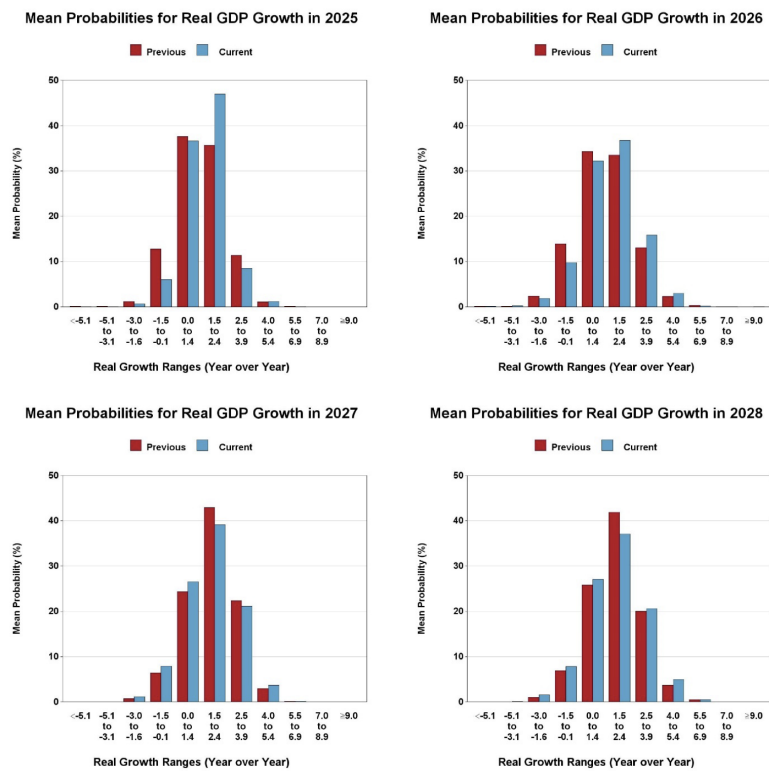 Mean Probabilities for Real GDP Growth in 2025
Previous Current
50
40
30
20
10
0
Mean Probability (%)
<-5.1 -5.1 -3.0 -1.5 0.0 1.5 2.5 4.0 5.5 7.0 ≥9.0
to to to to to to to to to
-3.1 -1.6 -0.1 1.4 2.4 3.9 5.4 6.9 8.9
Real Growth Ranges (Year over Year)
Mean Probabilities for Real GDP Growth in 2026
Previous Current
50
40
30
20
10
0
Mean Probability (%)
<-5.1 -5.1 -3.0 -1.5 0.0 1.5 2.5 4.0 5.5 7.0 ≥9.0
to to to to to to to to to
-3.1 -1.6 -0.1 1.4 2.4 3.9 5.4 6.9 8.9
Real Growth Ranges (Year over Year)
Mean Probabilities for Real GDP Growth in 2027
Previous Current
50
40
30
20
10
0
Mean Probability (%)
<-5.1 -5.1 -3.0 -1.5 0.0 1.5 2.5 4.0 5.5 7.0 ≥9.0
to to to to to to to to to
-3.1 -1.6 -0.1 1.4 2.4 3.9 5.4 6.9 8.9
Real Growth Ranges (Year over Year)
Mean Probabilities for Real GDP Growth in 2028
Previous Current
50
40
30
20
10
0
Mean Probability (%)
<-5.1 -5.1 -3.0 -1.5 0.0 1.5 2.5 4.0 5.5 7.0 ≥9.0
to to to to to to to to to
-3.1 -1.6 -0.1 1.4 2.4 3.9 5.4 6.9 8.9
Real Growth Ranges (Year over Year)